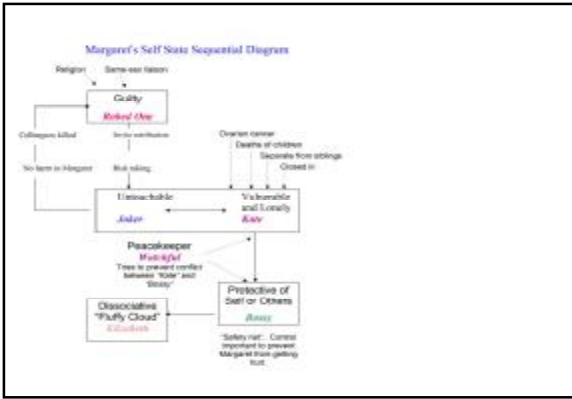 Margaret's Self State Sequential Diagram
Religion
Same-sex liaison
Guilty
Robed One
Colleagues killed
Invite retribution
Ovarian cancer
Deaths of children
Separate from siblings
Closed in
No harm to Margaret
Risk taking
Untouchable
Joker
Vulnerable
and Lonely
Kate
Peacekeeper
Watchful
Tries to prevent conflict
between "Kate" and
"Bossy"
Protective of
Self or Others
Bossy
Dissociative
"Fluffy Cloud"
Elizabeth
"Safety net". Control
important to prevent
Margaret from getting
hurt